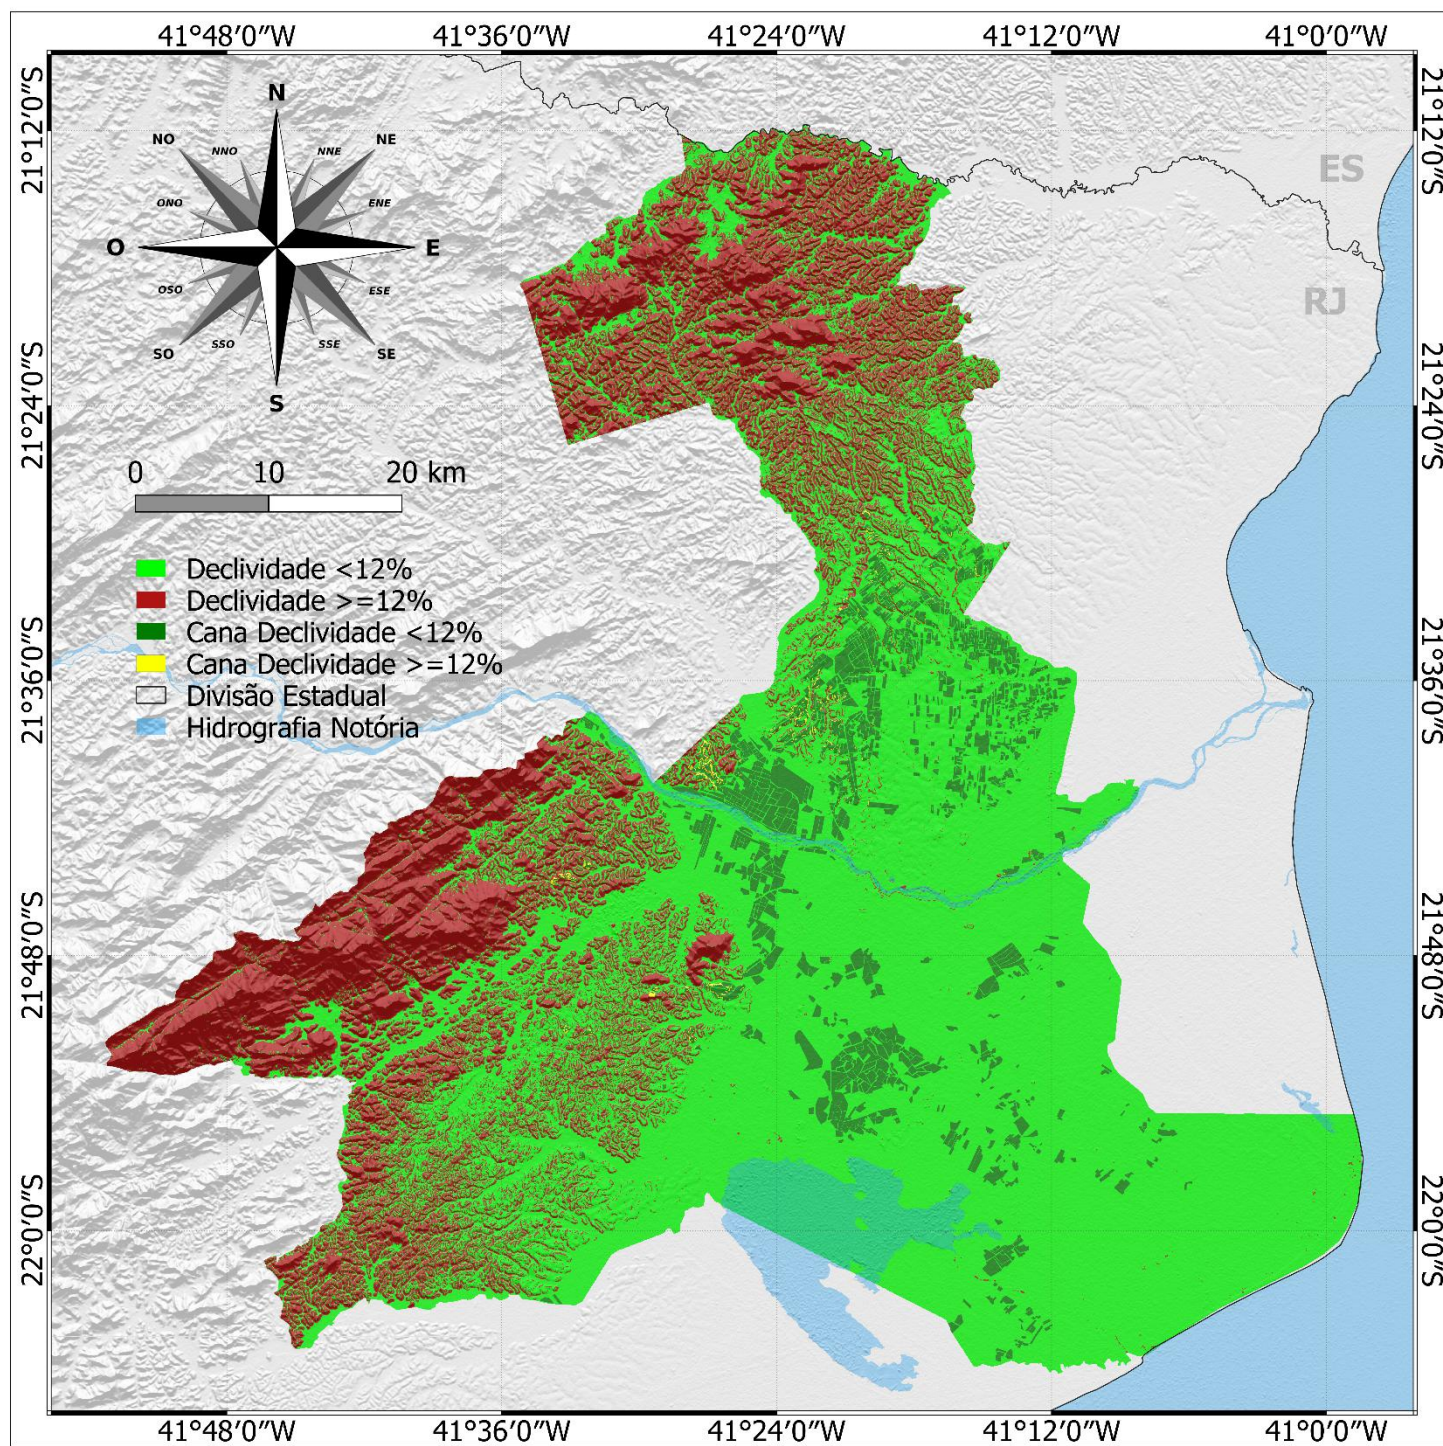 41°48′0″W 41°36′0″W 41°24′0″W 41°12′0″W 41°0′0″W
21°12′0″S
21°24′0″S
21°36′0″S
21°48′0″S
22°0′0″S
N
NNO NNE
NO NE
ONO ENE
O E
OSO ESE
SO SE
SSO SSE
S
ES
RJ
0 10 20 km
Declividade <12%
Declividade >=12%
Cana Declividade <12%
Cana Declividade >=12%
Divisão Estadual
Hidrografia Notória
21°12′0″S
21°24′0″S
21°36′0″S
21°48′0″S
22°0′0″S
41°48′0″W 41°36′0″W 41°24′0″W 41°12′0″W 41°0′0″W